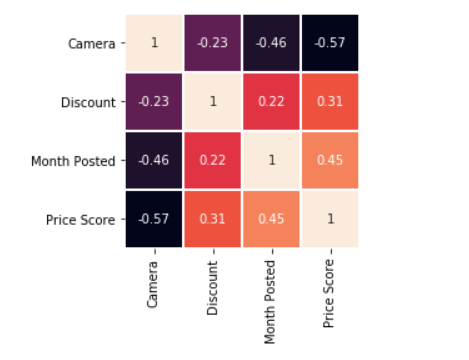 Camera 1 -0.23 -0.46 -0.57
Discount -0.23 1 0.22 0.31
Month Posted -0.46 0.22 1 0.45
Price Score -0.57 0.31 0.45 1
Camera
Discount
Month Posted
Price Score